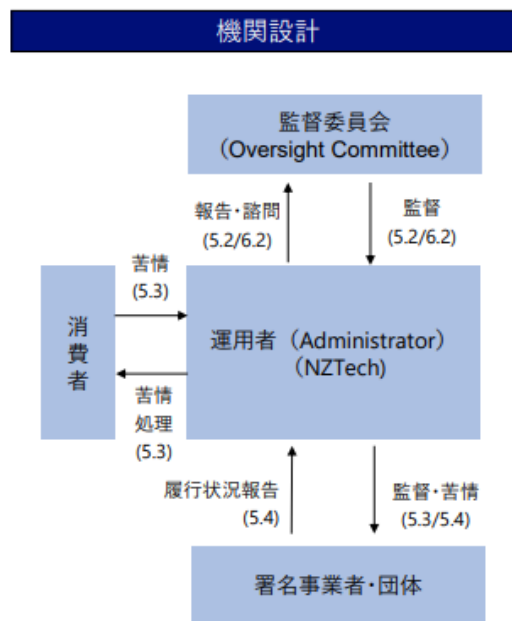 機関設計
監督委員会
（Oversight Committee）
報告・諮問
(5.2/6.2)
監督
(5.2/6.2)
苦情
(5.3)
消
費
者
運用者（Administrator）
（NZTech)
苦情
処理
(5.3)
履行状況報告
(5.4)
監督・苦情
(5.3/5.4)
署名事業者・団体